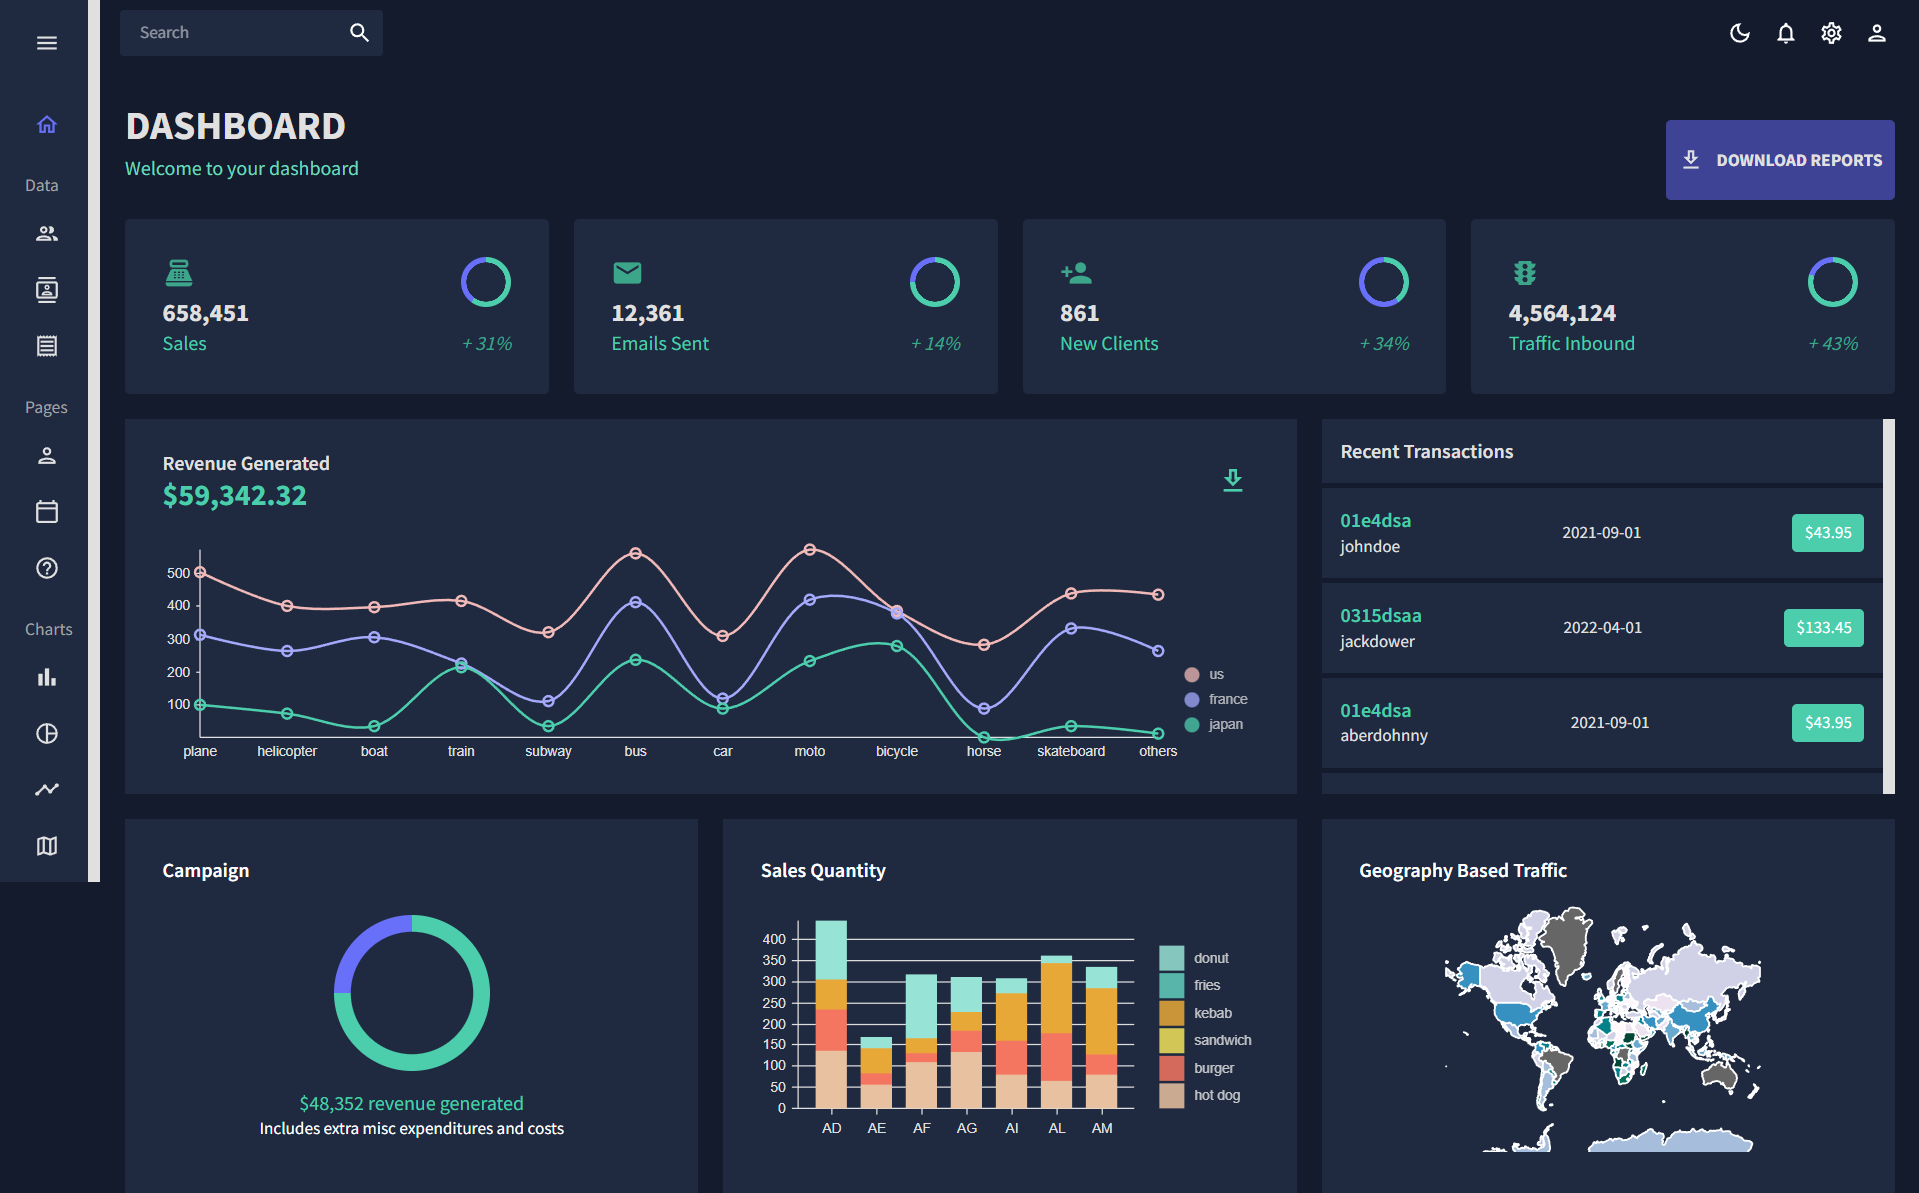 Search
DASHBOARD
Welcome to your dashboard
DOWNLOAD REPORTS
Data
Pages
Charts
658,451
Sales
+ 31%
12,361
Emails Sent
+ 14%
861
New Clients
+ 34%
4,564,124
Traffic Inbound
+ 43%
Revenue Generated
$59,342.32
500
400
300
200
100
plane helicopter boat train subway bus car moto bicycle horse skateboard others
us
france
japan
Recent Transactions
01e4dsa
johndoe
2021-09-01
$43.95
0315dsaa
jackdower
2022-04-01
$133.45
01e4dsa
aberdohnny
2021-09-01
$43.95
Campaign
$48,352 revenue generated
Includes extra misc expenditures and costs
Sales Quantity
400
350
300
250
200
150
100
50
0
AD AE AF AG AI AL AM
donut
fries
kebab
sandwich
burger
hot dog
Geography Based Traffic